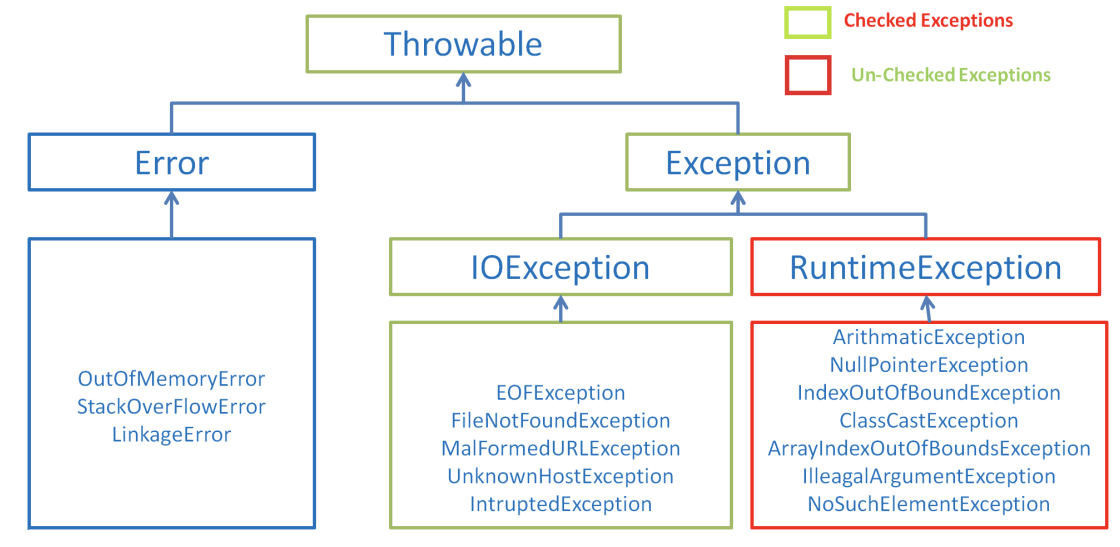 Throwable
Checked Exceptions
Un-Checked Exceptions
Error
Exception
IOException
RuntimeException
OutOfMemoryError
StackOverFlowError
LinkageError
EOFException
FileNotFoundException
MalFormedURLException
UnknownHostException
IntruptedException
ArithmaticException
NullPointerException
IndexOutOfBoundException
ClassCastException
ArrayIndexOutOfBoundsException
IlleagalArgumentException
NoSuchElementException